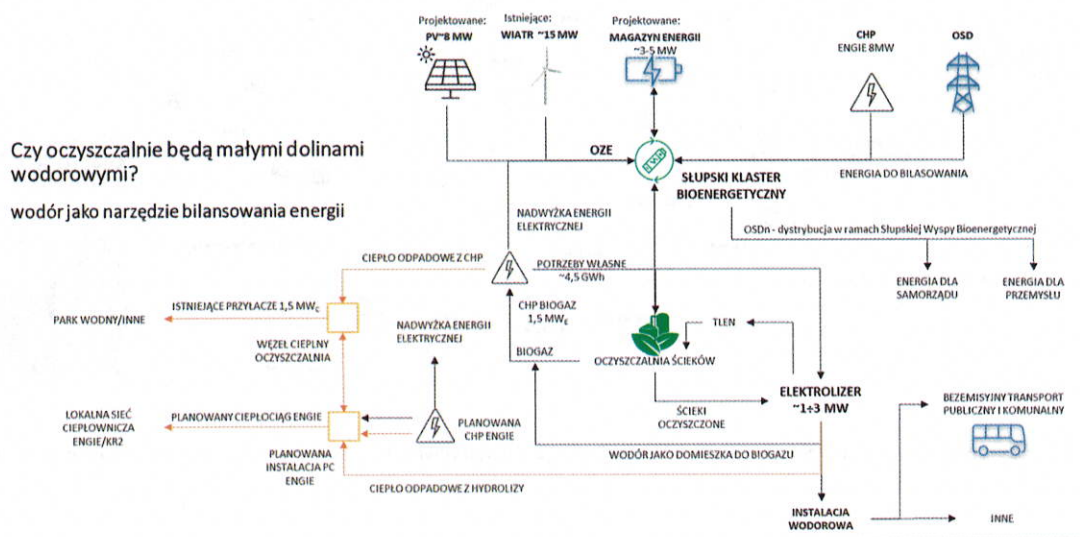 Projektowane:
PV~8 MW
Istniejące:
WIATR ~15 MW
Projektowane:
MAGAZYN ENERGII
~3-5 MW
CHP
ENGIE 8MW
OSD
Czy oczyszczalnie będą małymi dolinami
wodorowymi?
wodór jako narzędzie bilansowania energii
OZE
SŁUPSKI KLASTER
BIOENERGETYCZNY
ENERGIA DO BILASOWANIA
NADWYŻKA ENERGII
ELEKTRYCZNEJ
OSDn - dystrybucja w ramach Słupskiej Wyspy Bioenergetycznej
CIEPŁO ODPADOWE Z CHP
POTRZEBY WŁASNE
~4,5 GWh
ENERGIA DLA
SAMORZĄDU
ENERGIA DLA
PRZEMYSŁU
ISTNIEJĄCE PRZYŁACZE 1,5 MWc
PARK WODNY/INNE
CHP BIOGAZ
1,5 MWE
NADWYŻKA ENERGII
ELEKTRYCZNEJ
TLEN
WĘZEŁ CIEPLNY
OCZYSZCZALNIA
BIOGAZ
OCZYSZCZALNIA ŚCIEKÓW
ELEKTROLIZER
~1÷3 MW
LOKALNA SIEĆ
CIEPŁOWNICZA
ENGIE/KR2
PLANOWANY CIEPŁOCIĄG ENGIE
PLANOWANA
CHP ENGIE
ŚCIEKI
OCZYSZCZONE
BEZEMISYJNY TRANSPORT
PUBLICZNY I KOMUNALNY
PLANOWANA
INSTALACJA PC
ENGIE
WODÓR JAKO DOMIESZKA DO BIOGAZU
CIEPŁO ODPADOWE Z HYDROLIZY
INSTALACJA
WODOROWA
INNE